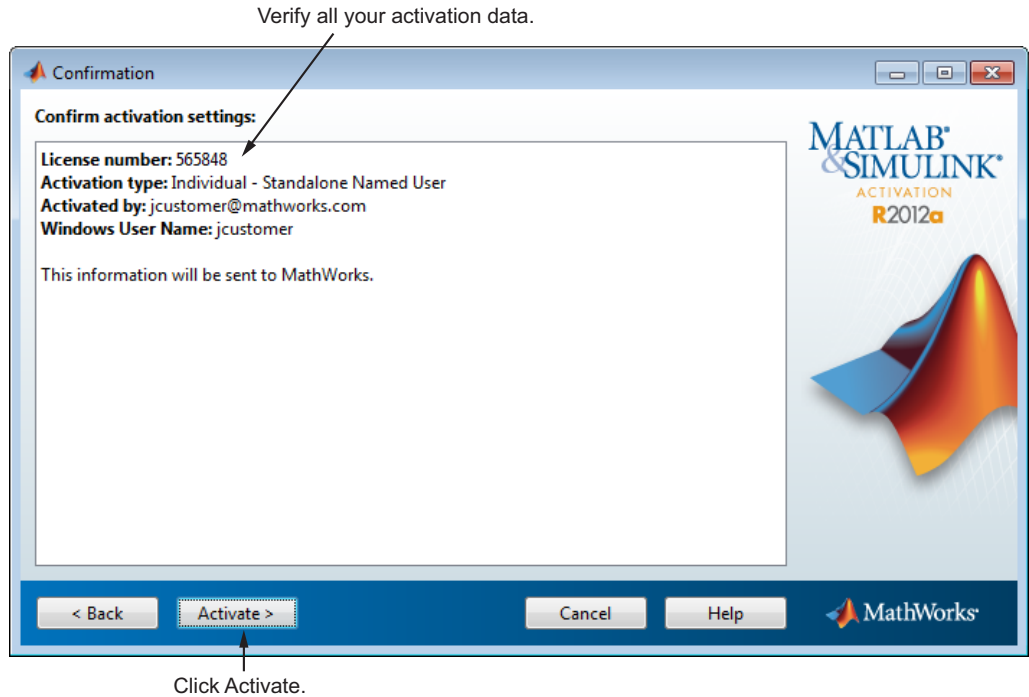 Verify all your activation data.
Confirmation
Confirm activation settings:
License number: 565848
Activation type: Individual - Standalone Named User
Activated by: jcustomer@mathworks.com
Windows User Name: jcustomer
This information will be sent to MathWorks.
MATLAB®
&SIMULINK®
ACTIVATION
R2012a
< Back
Activate >
Cancel
Help
MathWorks®
Click Activate.